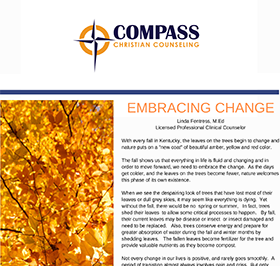 COMPASS
CHRISTIAN COUNSELING
EMBRACING CHANGE
Linda Fentress, M.Ed
Licensed Professional Clinical Counselor
With every fall in Kentucky, the leaves on the trees begin to change and
nature puts on a "new coat" of beautiful amber, yellow and red color.
The fall shows us that everything in life is fluid and changing and in
order to move forward, we need to embrace the change. As the days
get colder, and the leaves on the trees become fewer, nature welcomes
this phase of its own existence.
When we see the despairing look of trees that have lost most of their
leaves or dull grey skies, it may seem like everything is dying. Yet
without the fall, there would be no spring or summer. In fact, trees
shed their leaves to allow some critical processes to happen. By fall,
their current leaves may be disease or insect or insect damaged and
need to be replaced. Also, trees conserve energy and prepare for
greater absorption of water during the fall and winter months by
shedding leaves. The fallen leaves become fertilizer for the tree and
provide valuable nutrients as they become compost.
Not every change in our lives is positive, and rarely goes smoothly. A